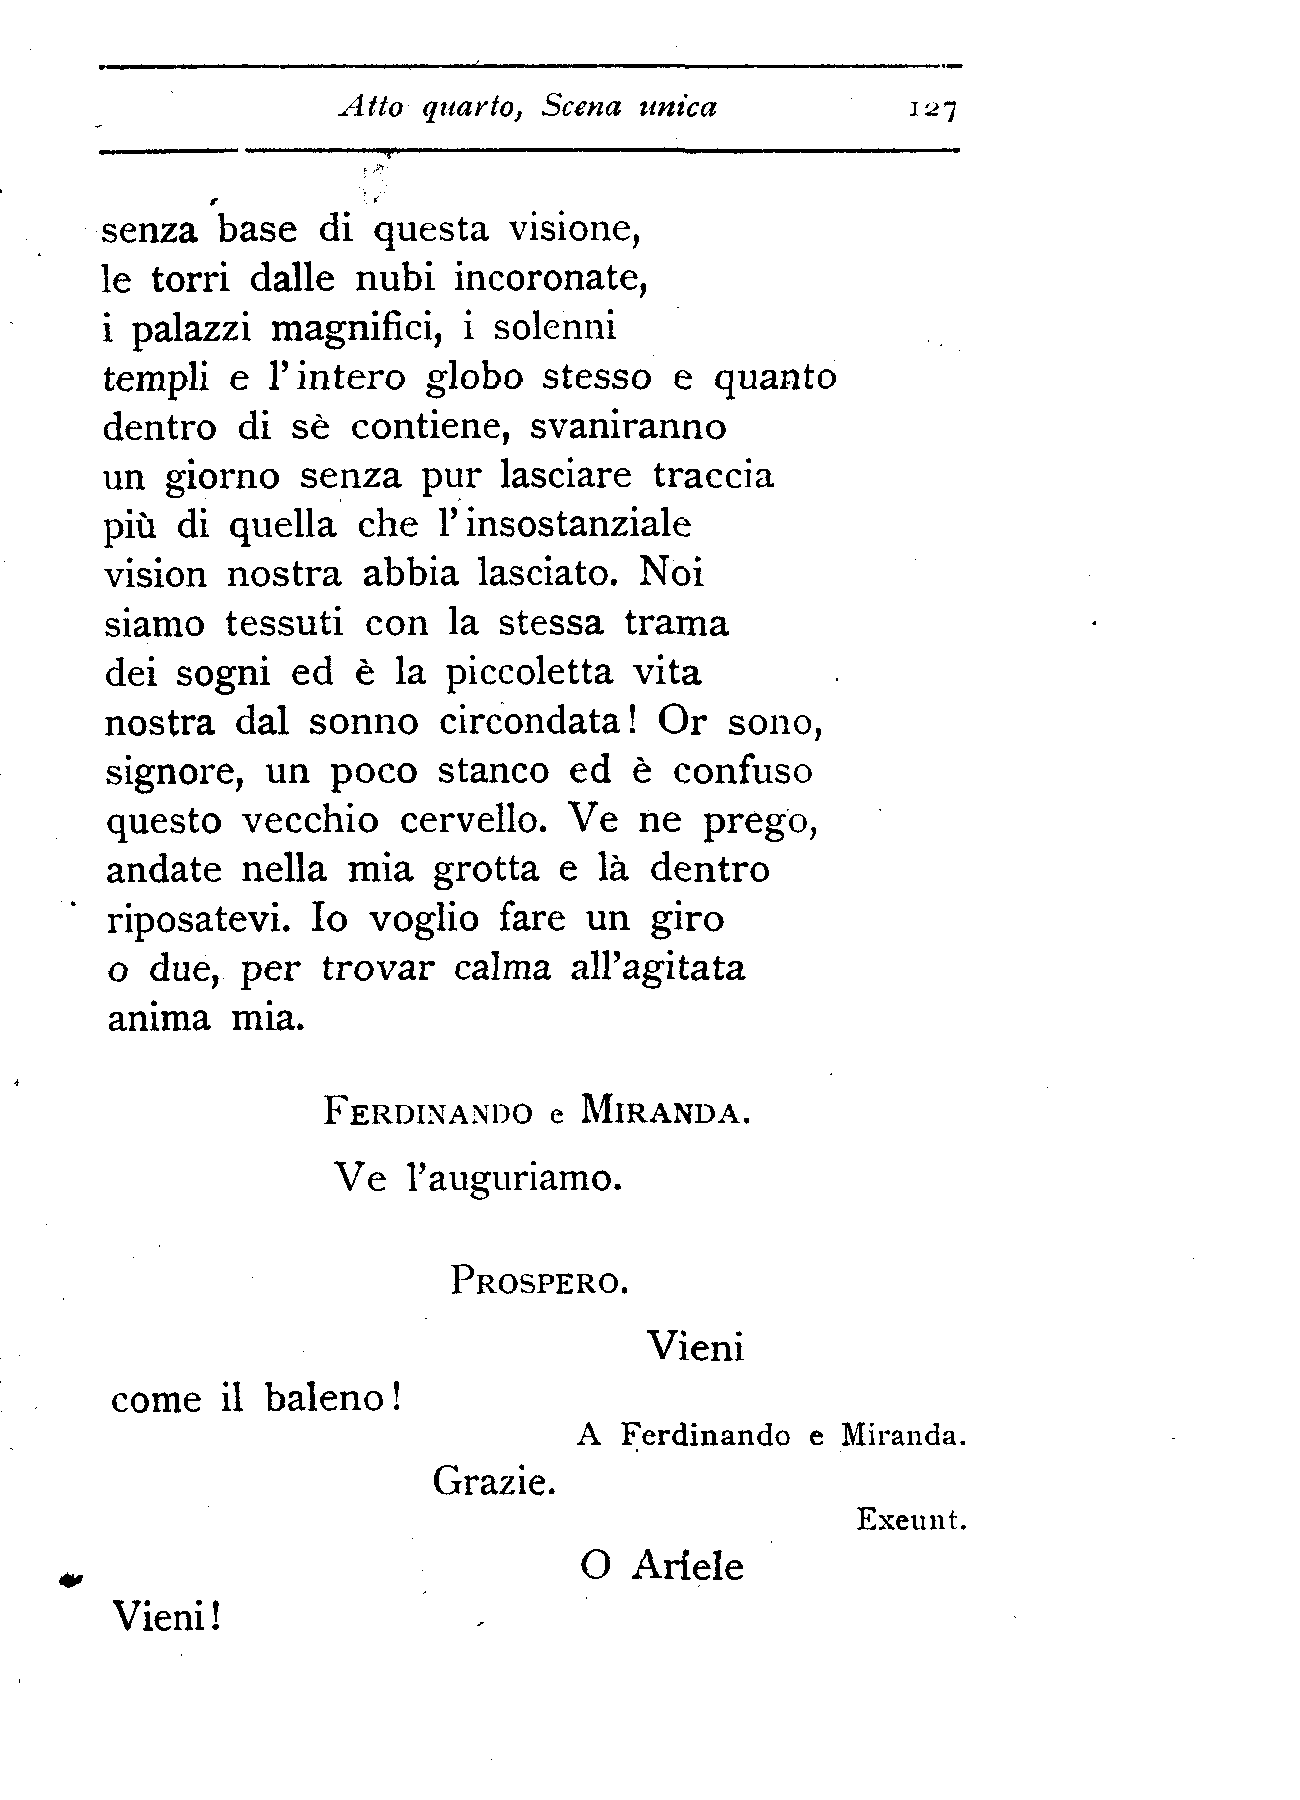 Atto quarto, Scena unica 127
senza base di questa visione,
le torri dalle nubi incoronate,
i palazzi magnifici, i solenni
templi e l'intero globo stesso e quanto
dentro di sè contiene, svaniranno
un giorno senza pur lasciare traccia
più di quella che l'insostanziale
vision nostra abbia lasciato. Noi
siamo tessuti con la stessa trama
dei sogni ed è la piccoletta vita
nostra dal sonno circondata! Or sono,
signore, un poco stanco ed è confuso
questo vecchio cervello. Ve ne prego,
andate nella mia grotta e là dentro
riposatevi. Io voglio fare un giro
o due, per trovar calma all'agitata
anima mia.
FERDINANDO e MIRANDA.
Ve l'auguriamo.
PROSPERO.
Vieni
come il baleno!
A Ferdinando e Miranda.
Grazie.
Exeunt.
O Ariele
Vieni!